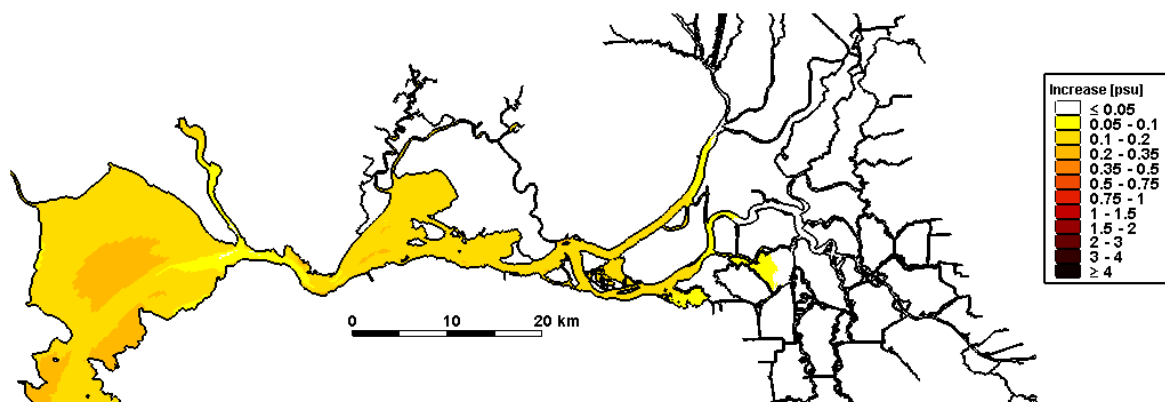 Increase [psu]
≤ 0.05
0.05 - 0.1
0.1 - 0.2
0.2 - 0.35
0.35 - 0.5
0.5 - 0.75
0.75 - 1
1 - 1.5
1.5 - 2
2 - 3
3 - 4
≥ 4
0 10 20 km